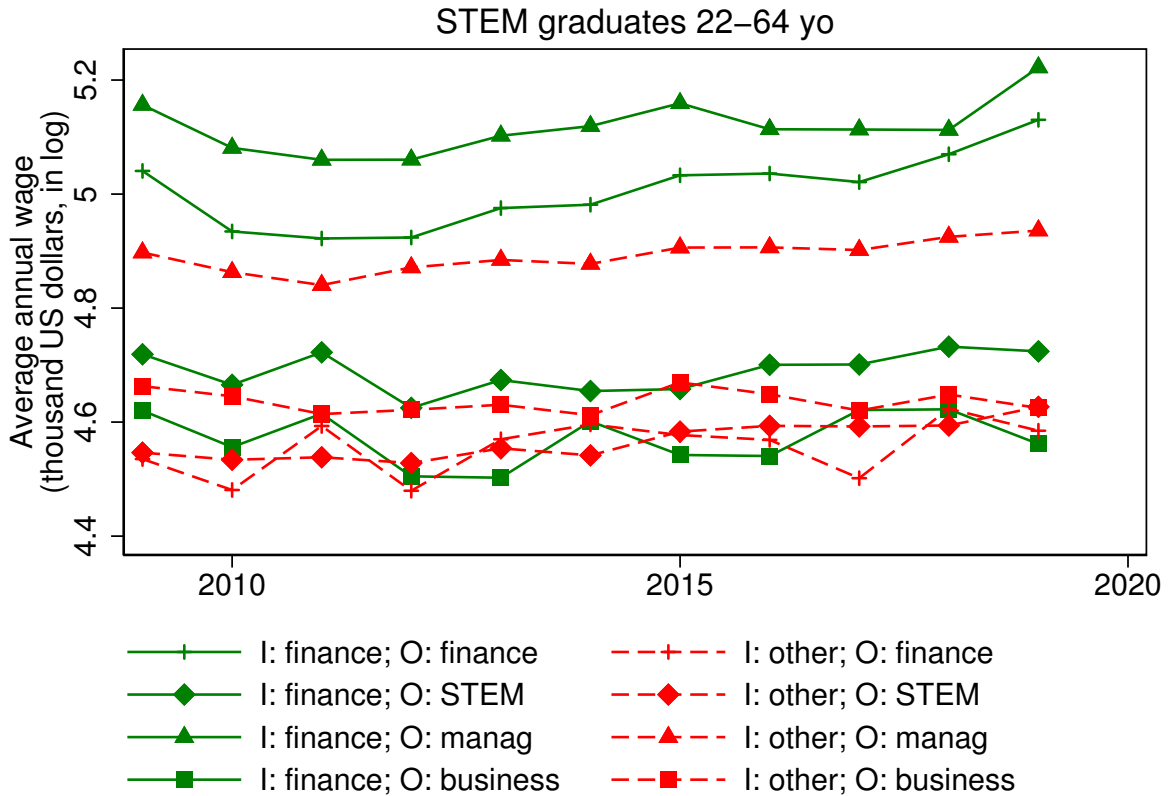 STEM graduates 22−64 yo
Average annual wage
(thousand US dollars, in log)
5.2
5
4.8
4.6
4.4
2010
2015
2020
I: finance; O: finance
I: other; O: finance
I: finance; O: STEM
I: other; O: STEM
I: finance; O: manag
I: other; O: manag
I: finance; O: business
I: other; O: business